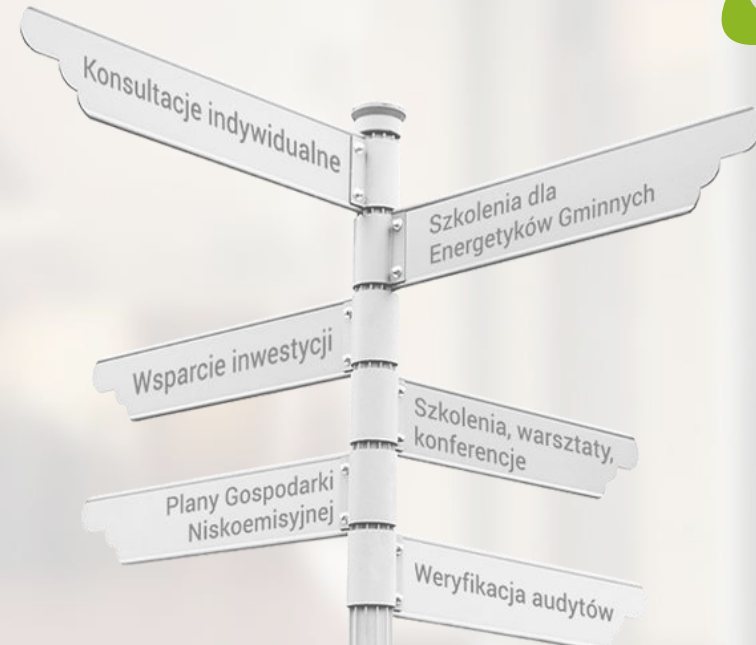 Konsultacje indywidualne
Szkolenia dla
Energetyków Gminnych
Wsparcie inwestycji
Szkolenia, warsztaty,
konferencje
Plany Gospodarki
Niskoemisyjnej
Weryfikacja audytów